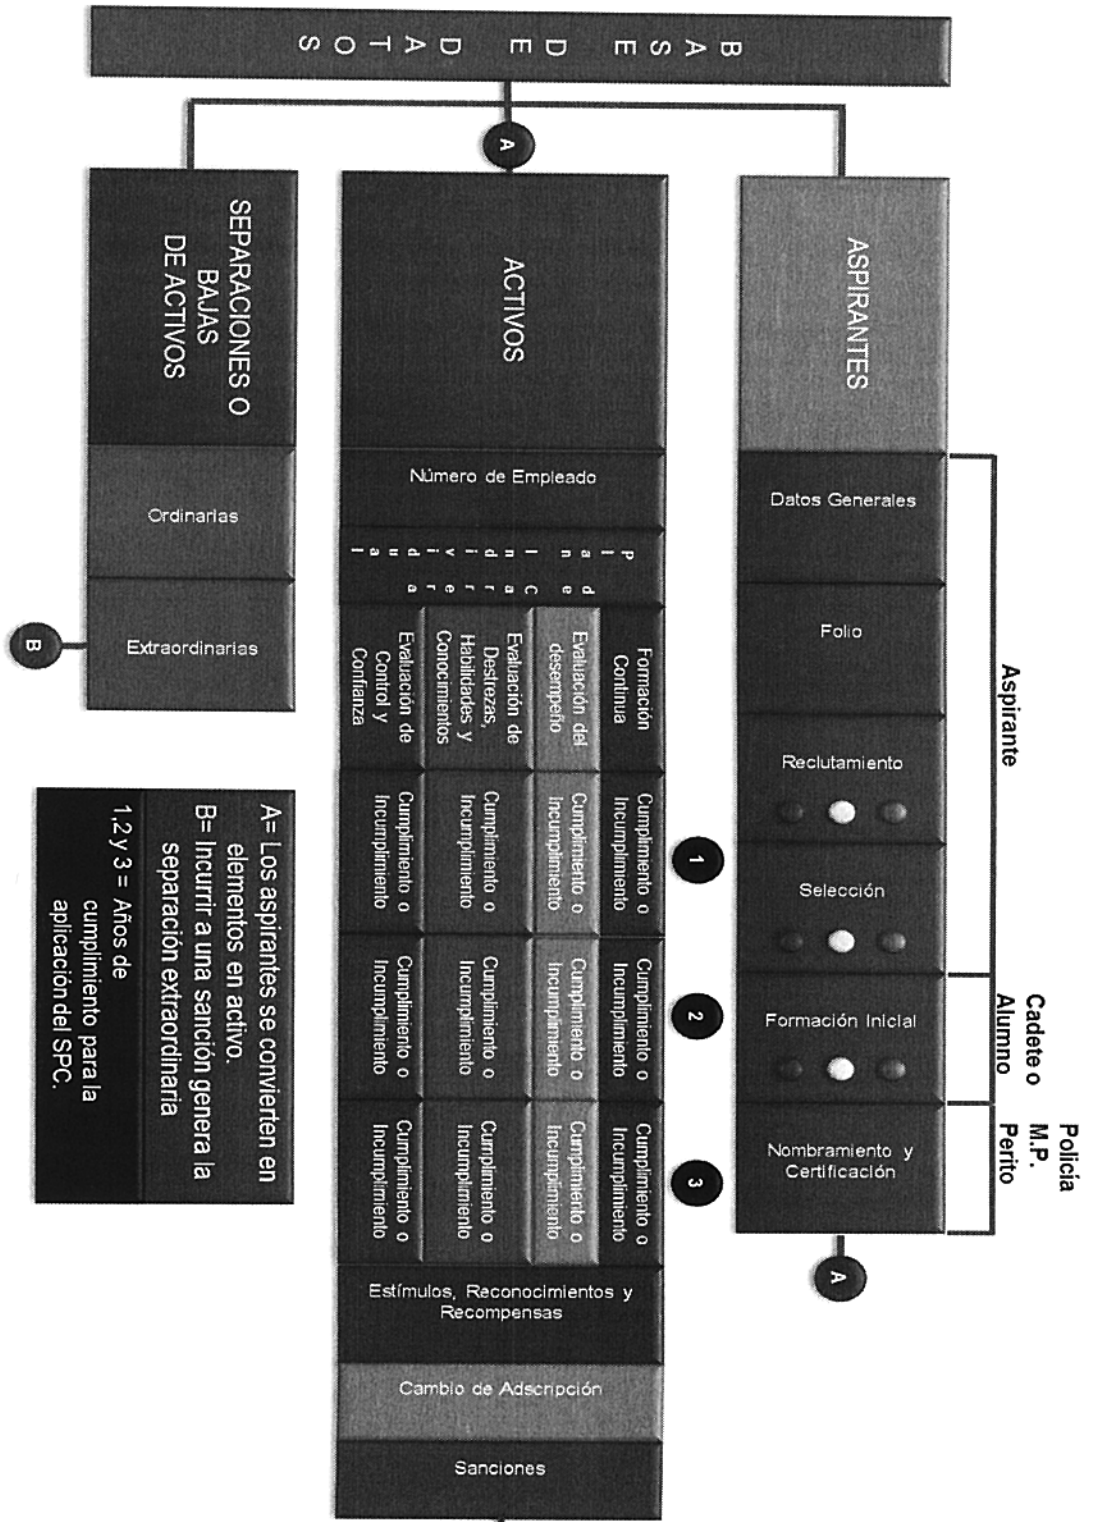 BASE DE DATOS
ASPIRANTES
Datos Generales
Folio
Reclutamiento
Selección
Formación Inicial
Nombramiento y
Certificación
Aspirante
Cadete o
Alumno
Policía
M.P.
Perito
A
A
ACTIVOS
Número de Empleado
Plan Individual
de Carrera
1
2
3
Formación
Continua
Cumplimiento o
Incumplimiento
Cumplimiento o
Incumplimiento
Cumplimiento o
Incumplimiento
Evaluación del
desempeño
Cumplimiento o
Incumplimiento
Cumplimiento o
Incumplimiento
Cumplimiento o
Incumplimiento
Evaluación de
Destrezas,
Habilidades y
Conocimientos
Cumplimiento o
Incumplimiento
Cumplimiento o
Incumplimiento
Cumplimiento o
Incumplimiento
Evaluación de
Control y
Confianza
Cumplimiento o
Incumplimiento
Cumplimiento o
Incumplimiento
Cumplimiento o
Incumplimiento
Estímulos, Reconocimientos y
Recompensas
Cambio de Adscripción
Sanciones
SEPARACIONES O
BAJAS
DE ACTIVOS
Ordinarias
Extraordinarias
B
A= Los aspirantes se convierten en
elementos en activo.
B= Incurrir a una sanción genera la
separación extraordinaria
1,2 y 3 = Años de
cumplimiento para la
aplicación del SPC.